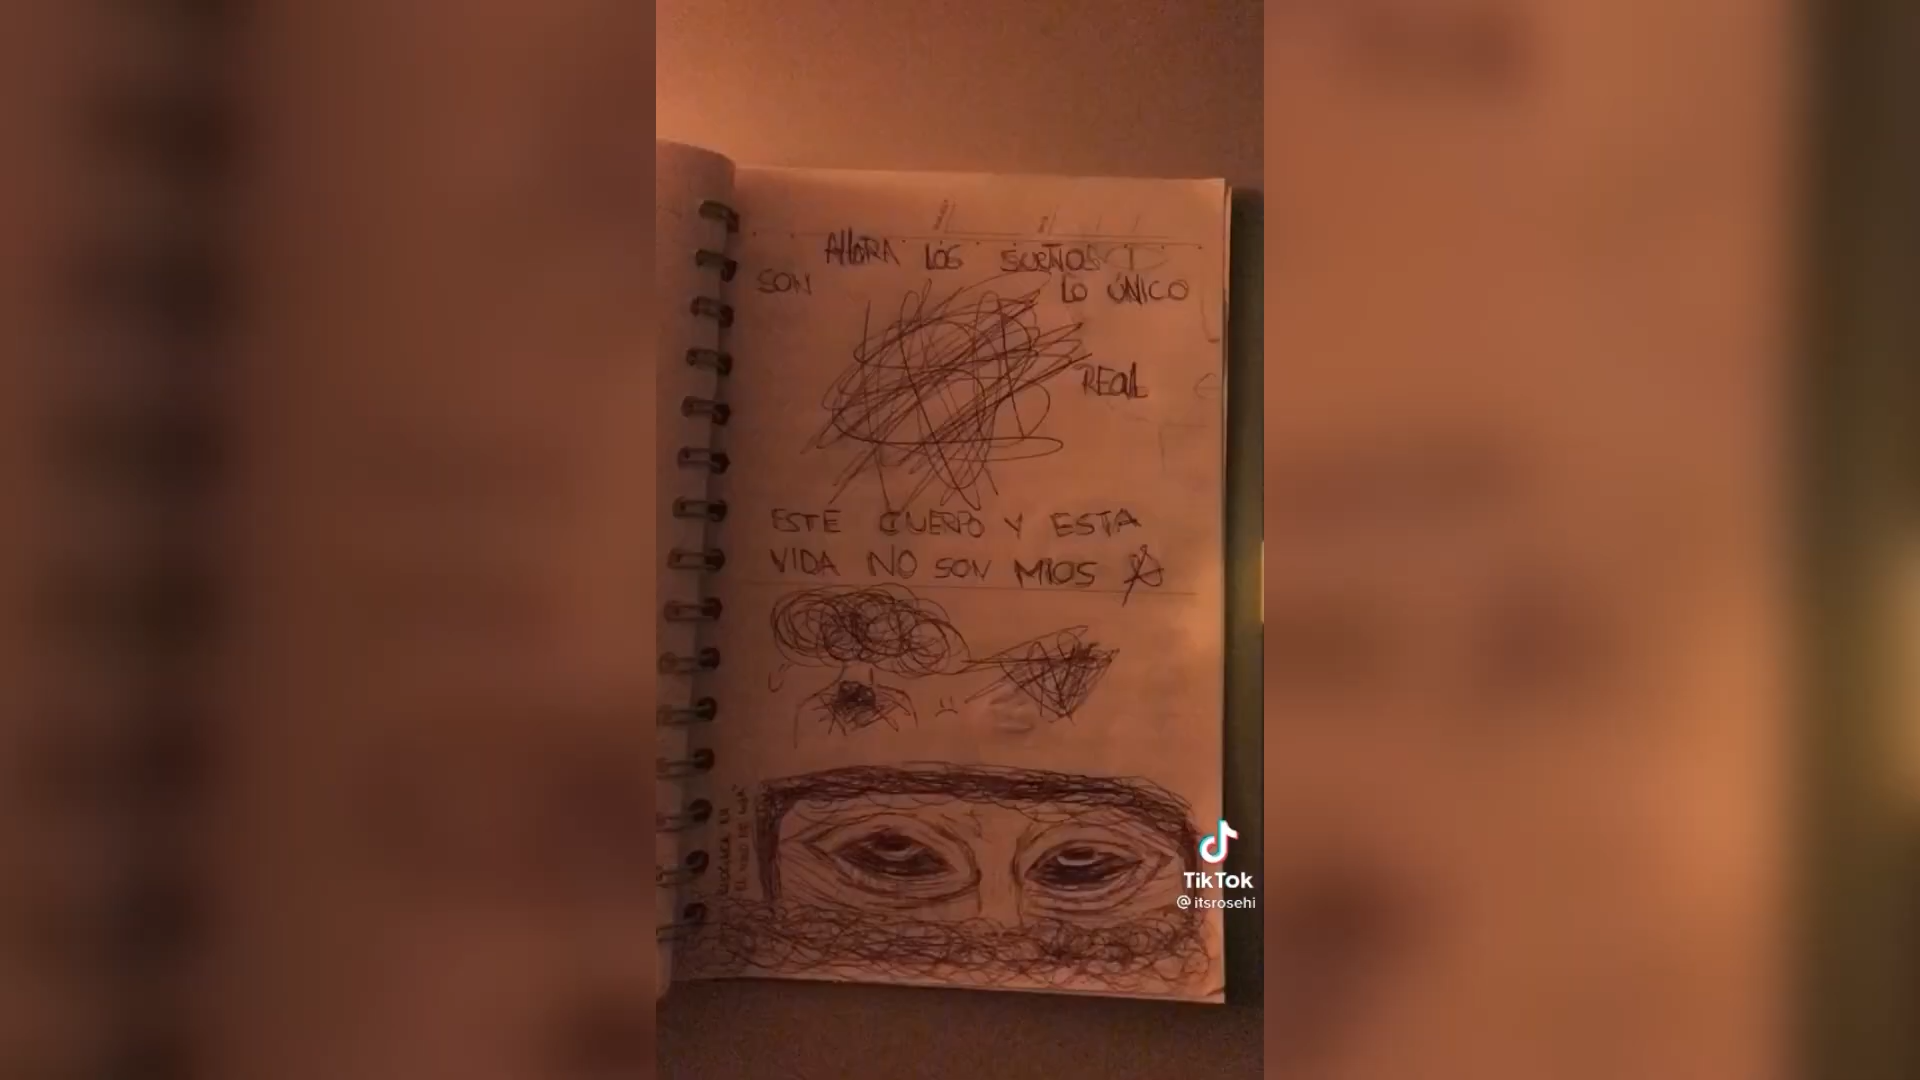 AHORA LOS SUEÑOS
SON LO ÚNICO
REAL
ESTE CUERPO Y ESTA
VIDA NO SON MIOS
TikTok
@itsrosehi